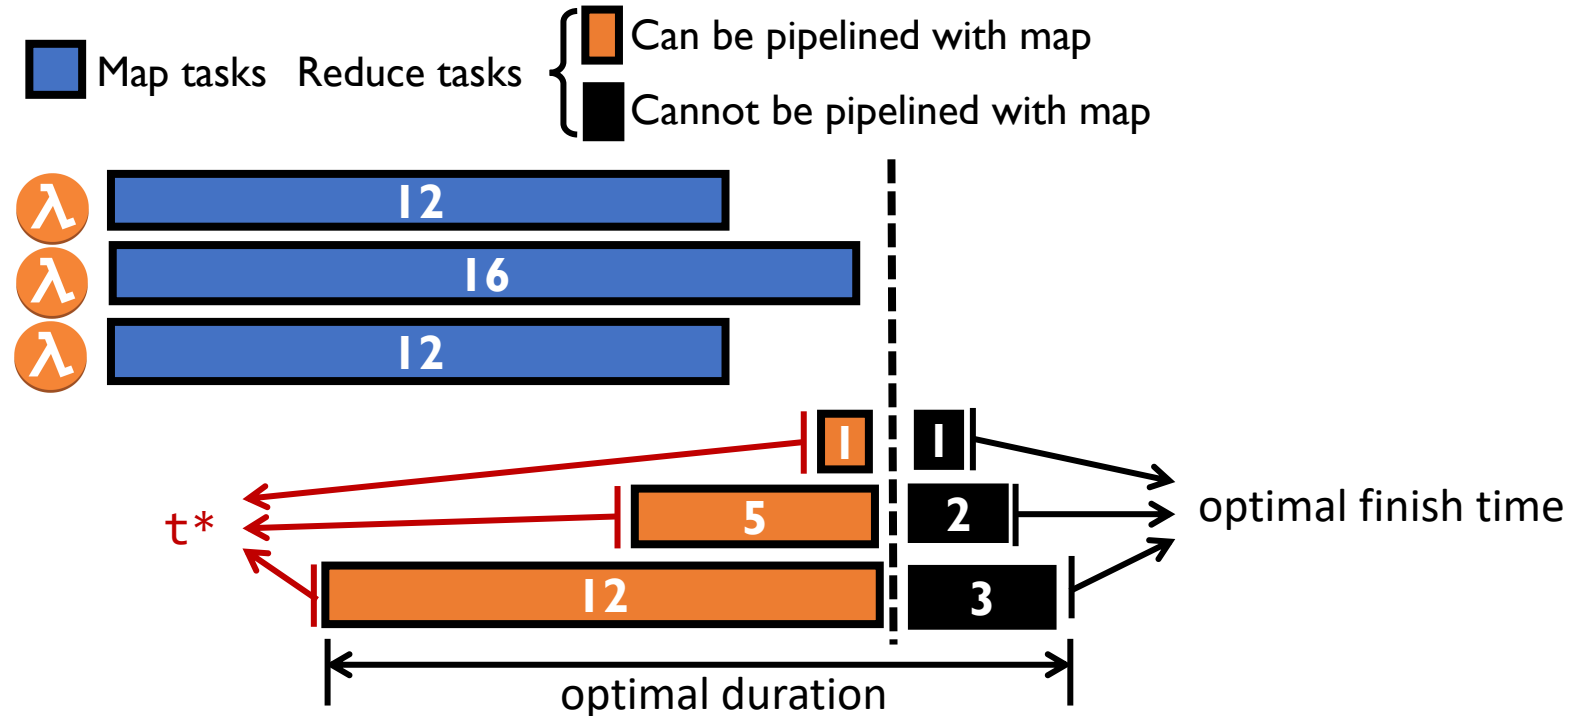 Can be pipelined with map
Map tasks Reduce tasks
Cannot be pipelined with map
λ 12
λ 16
λ 12
1 1
5 2
t* optimal finish time
12 3
optimal duration